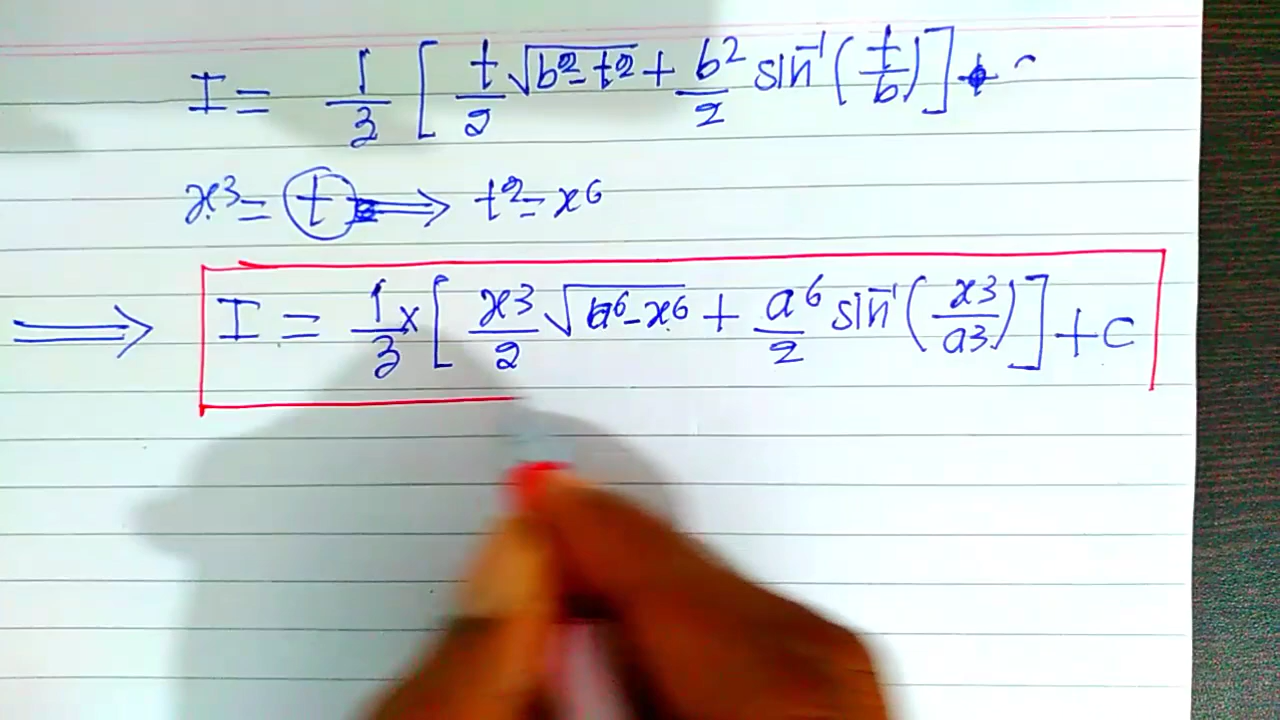 I = 1/3 [ t/2 √(b² - t²) + b²/2 sin⁻¹(t/b) ] +
x³ = t ⟹ t² = x⁶
⟹ I = 1/3 × [ x³/2 √(a⁶ - x⁶) + a⁶/2 sin⁻¹(x³/a³) ] + c